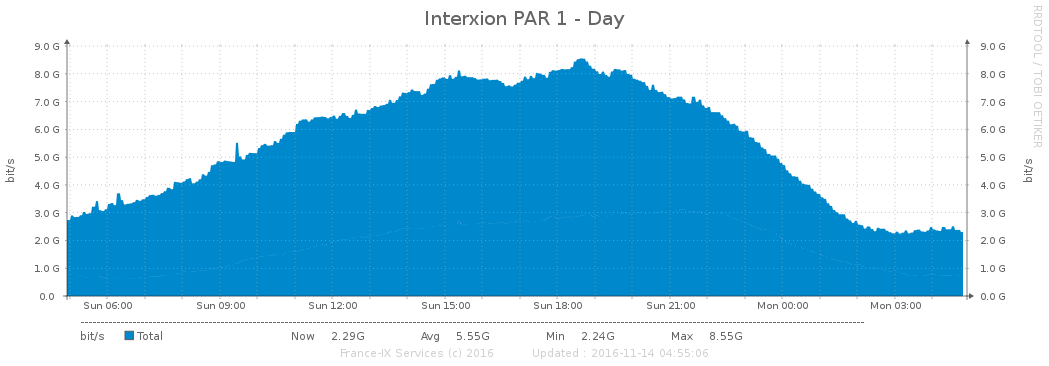 Interxion PAR 1 - Day
RRDTOOL / TOBI OETIKER
9.0 G 9.0 G
8.0 G 8.0 G
7.0 G 7.0 G
6.0 G 6.0 G
5.0 G 5.0 G
bit/s bit/s
4.0 G 4.0 G
3.0 G 3.0 G
2.0 G 2.0 G
1.0 G 1.0 G
0.0 0.0 G
Sun 06:00 Sun 09:00 Sun 12:00 Sun 15:00 Sun 18:00 Sun 21:00 Mon 00:00 Mon 03:00
bit/s Total Now 2.29G Avg 5.55G Min 2.24G Max 8.55G
France-IX Services (c) 2016 Updated : 2016-11-14 04:55:06